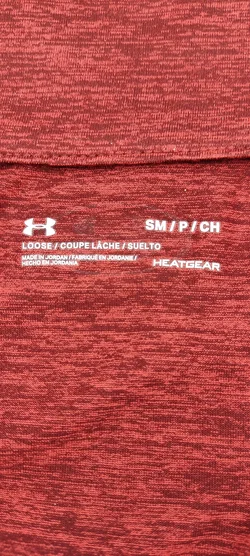 SM / P / CH
LOOSE / COUPE LÂCHE / SUELTO
MADE IN JORDAN / FABRIQUÉ EN JORDANIE /
HECHO EN JORDANIA
HEATGEAR